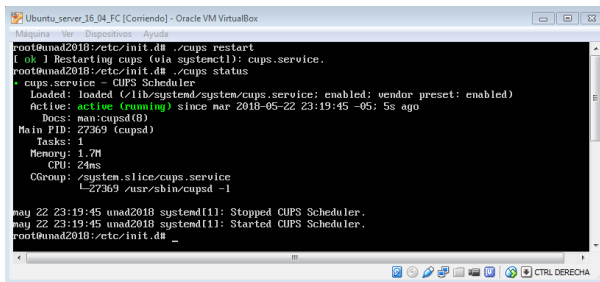 Ubuntu_server_16_04_FC [Corriendo] - Oracle VM VirtualBox
Máquina Ver Dispositivos Ayuda
root@unad2018:/etc/init.d# ./cups restart
[ ok ] Restarting cups (via systemctl): cups.service.
root@unad2018:/etc/init.d# ./cups status
• cups.service - CUPS Scheduler
Loaded: loaded (/lib/systemd/system/cups.service; enabled; vendor preset: enabled)
Active: active (running) since mar 2018-05-22 23:19:45 -05; 5s ago
Docs: man:cupsd(8)
Main PID: 27369 (cupsd)
Tasks: 1
Memory: 1.7M
CPU: 24ms
CGroup: /system.slice/cups.service
└─27369 /usr/sbin/cupsd -l
may 22 23:19:45 unad2018 systemd[1]: Stopped CUPS Scheduler.
may 22 23:19:45 unad2018 systemd[1]: Started CUPS Scheduler.
root@unad2018:/etc/init.d# _
CTRL DERECHA